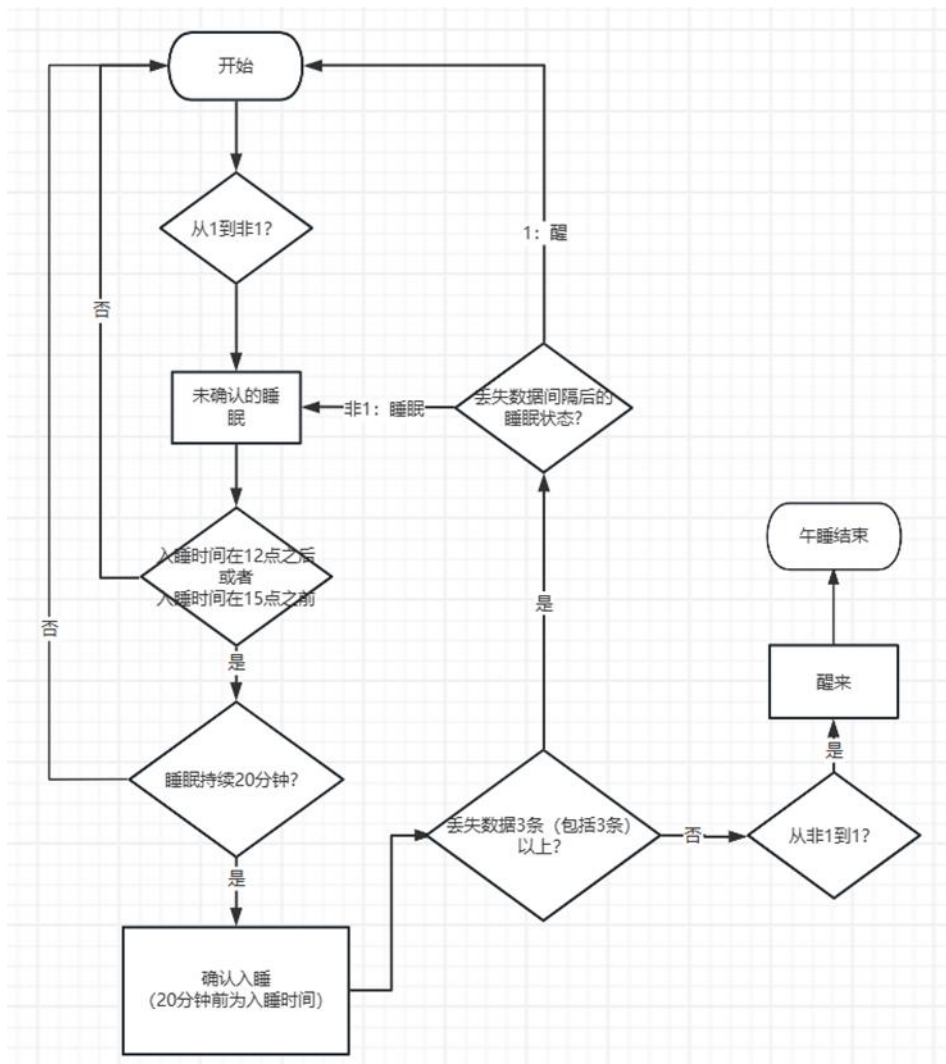 开始
从1到非1？
1：醒
否
未确认的睡
眠
非1：睡眠
丢失数据间隔后的
睡眠状态？
入睡时间在12点之后
或者
入睡时间在15点之前
午睡结束
是
否
是
醒来
是
睡眠持续20分钟？
丢失数据3条（包括3条）
以上？
否
从非1到1？
是
确认入睡
（20分钟前为入睡时间）